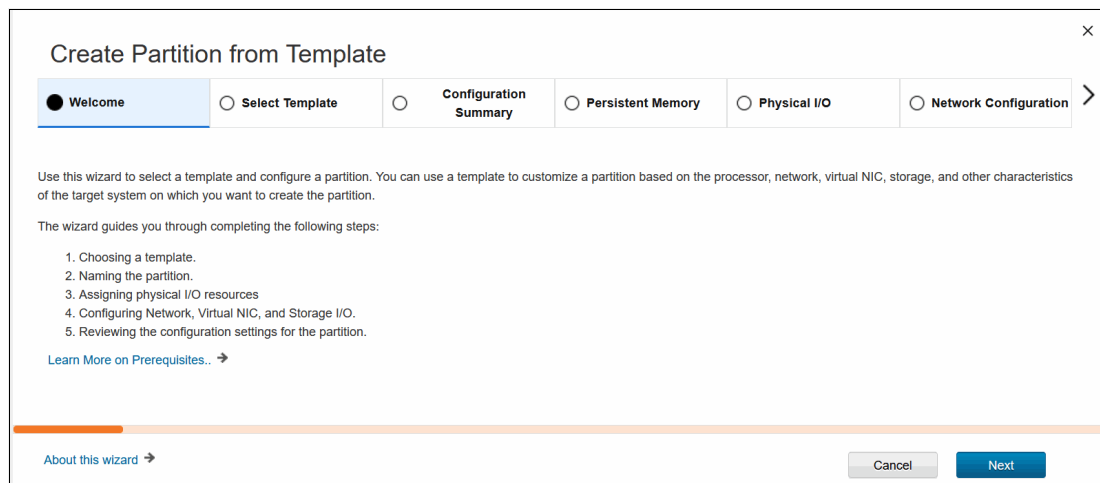 Create Partition from Template
Welcome
Select Template
Configuration
Summary
Persistent Memory
Physical I/O
Network Configuration
Use this wizard to select a template and configure a partition. You can use a template to customize a partition based on the processor, network, virtual NIC, storage, and other characteristics
of the target system on which you want to create the partition.
The wizard guides you through completing the following steps:
1. Choosing a template.
2. Naming the partition.
3. Assigning physical I/O resources
4. Configuring Network, Virtual NIC, and Storage I/O.
5. Reviewing the configuration settings for the partition.
Learn More on Prerequisites..
About this wizard
Cancel
Next